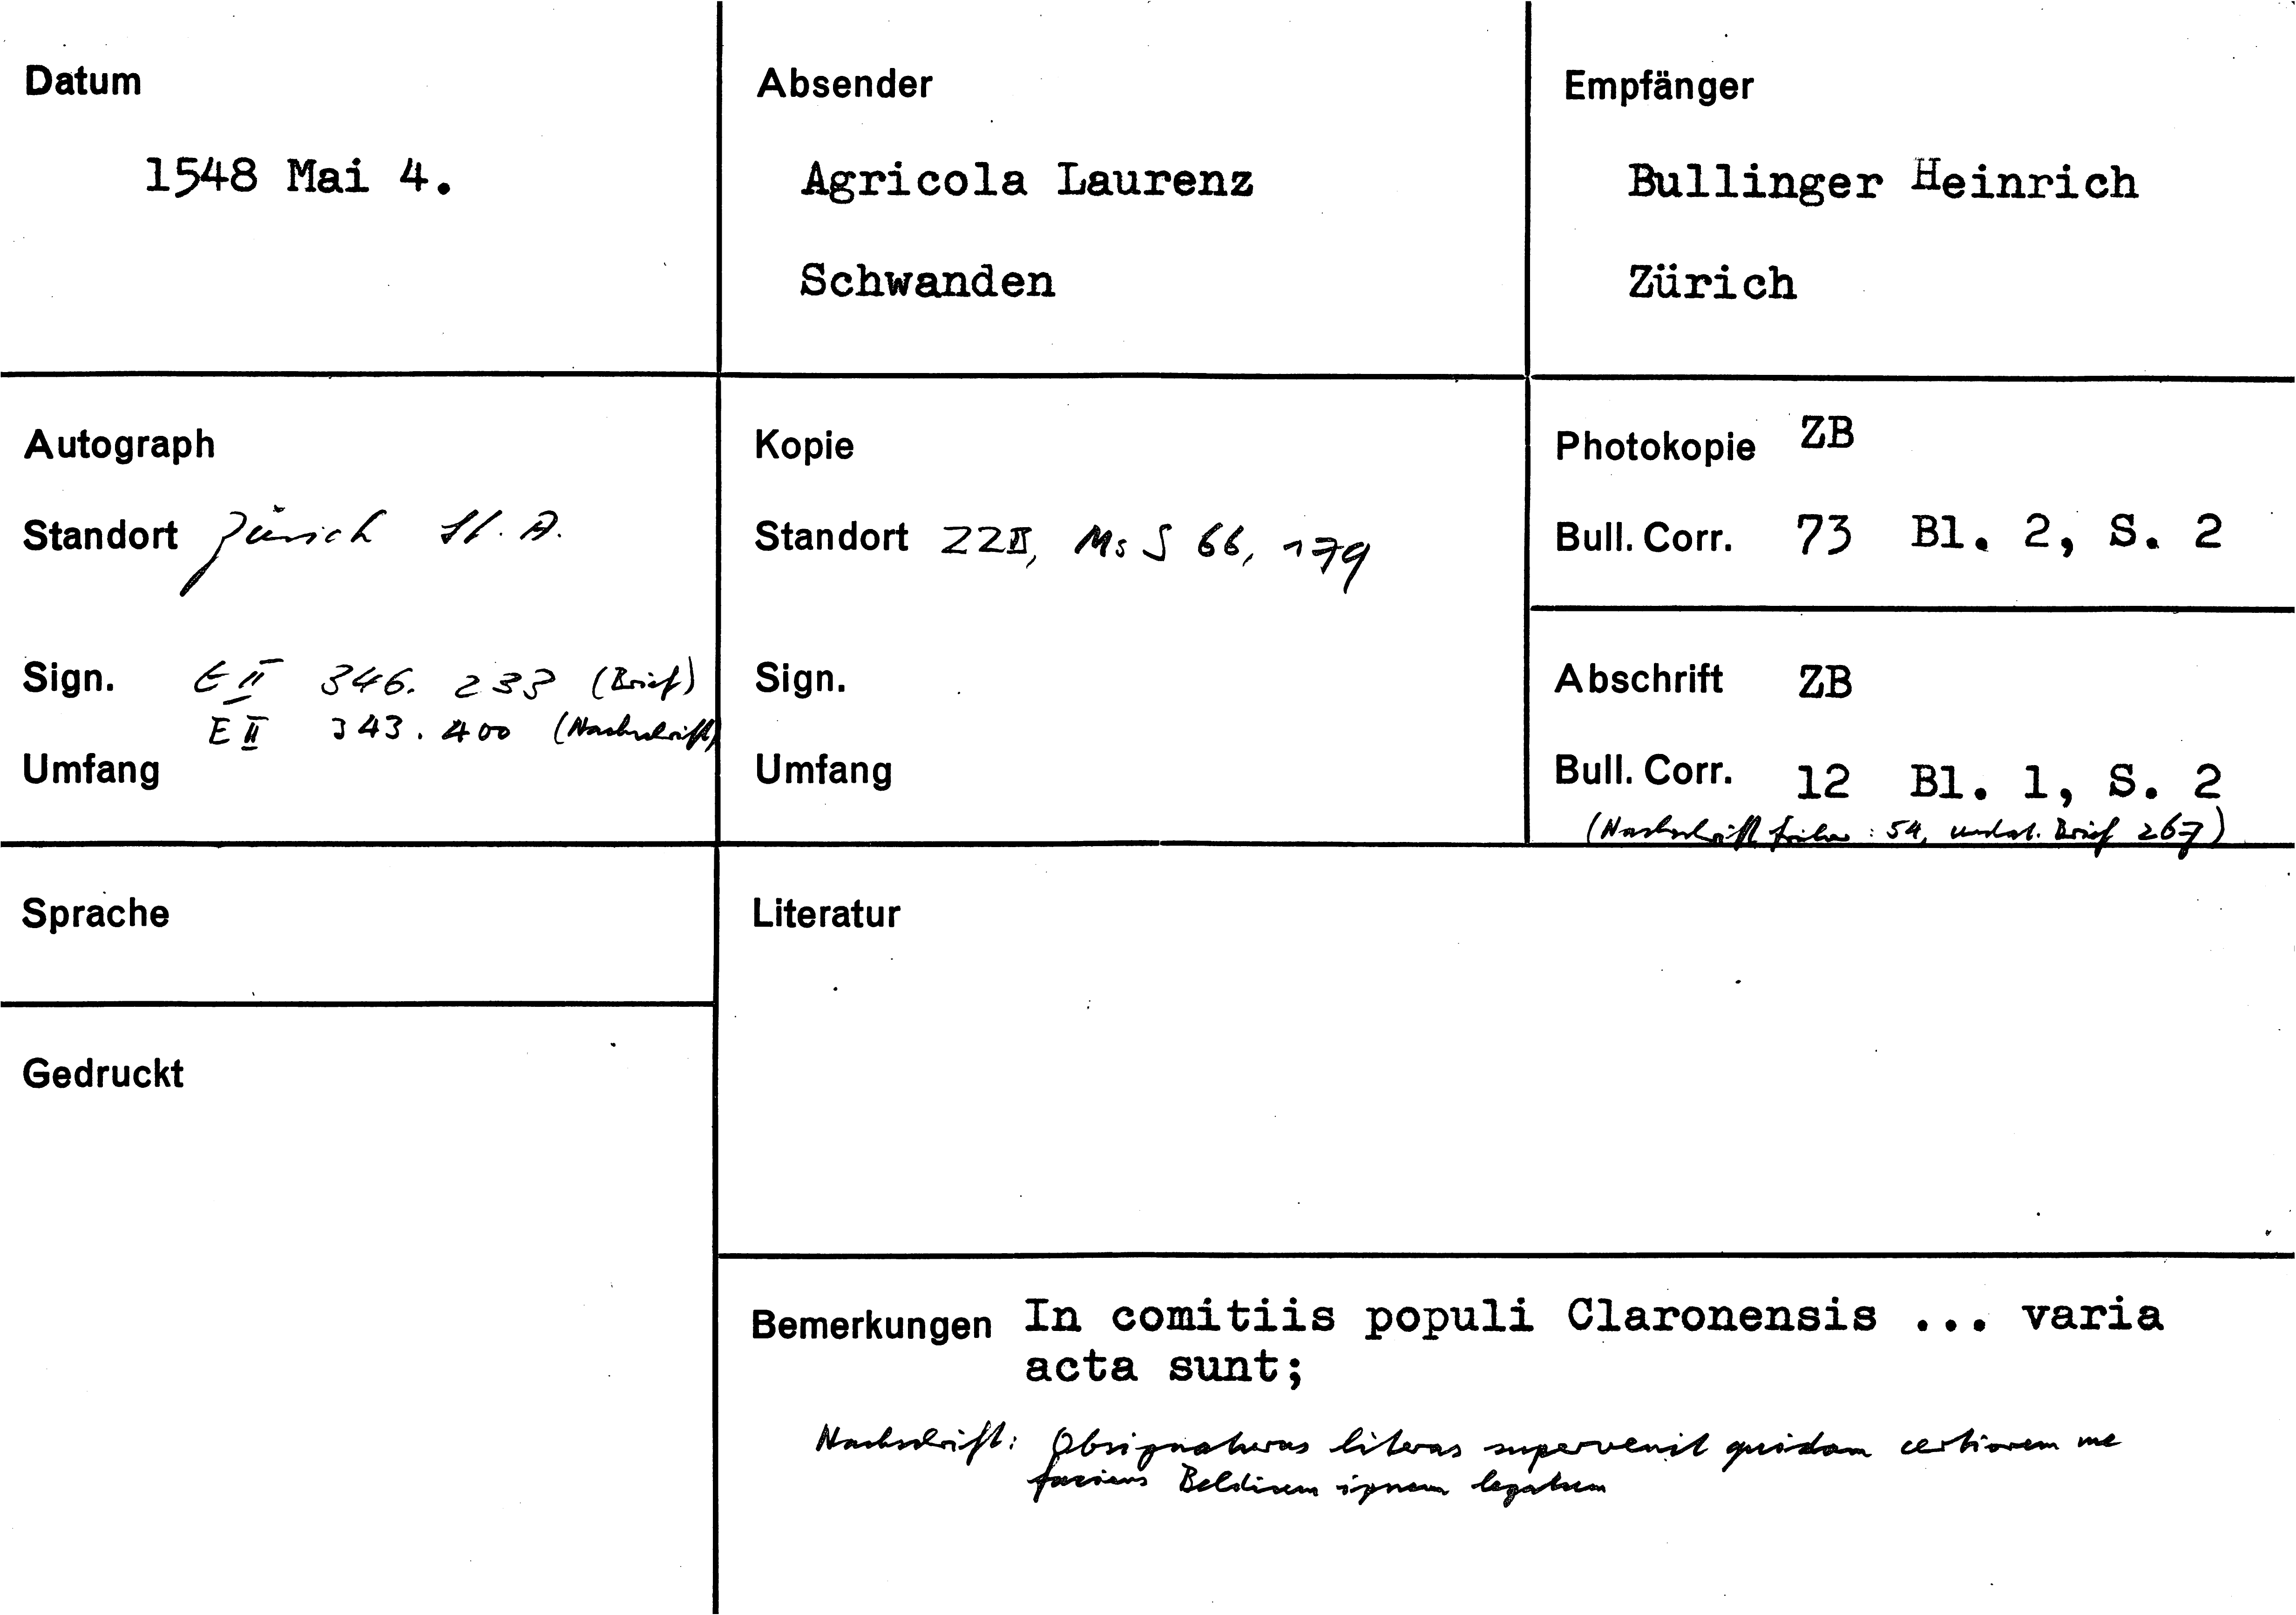 Datum
1548 Mai 4.
Absender
Agricola Laurenz
Schwanden
Empfänger
Bullinger Heinrich
Zürich
Autograph
Standort Zürich St. A.
Sign. E II 346. 233 (Brief)
E II 343. 400 (Nachschrift)
Umfang
Kopie
Standort ZZII, Ms S 66, 179
Sign.
Umfang
Photokopie ZB
Bull. Corr. 73 Bl. 2, S. 2
Abschrift ZB
Bull. Corr. 12 Bl. 1, S. 2
(Nachschrift früher: 54, undat. Brief 267)
Sprache
Gedruckt
Literatur
Bemerkungen In comitiis populi Claronensis ... varia
acta sunt;
Nachschrift: Obsignaturus literas supervenit quidam certiorem me
faciens Beldisem ipsum legatum